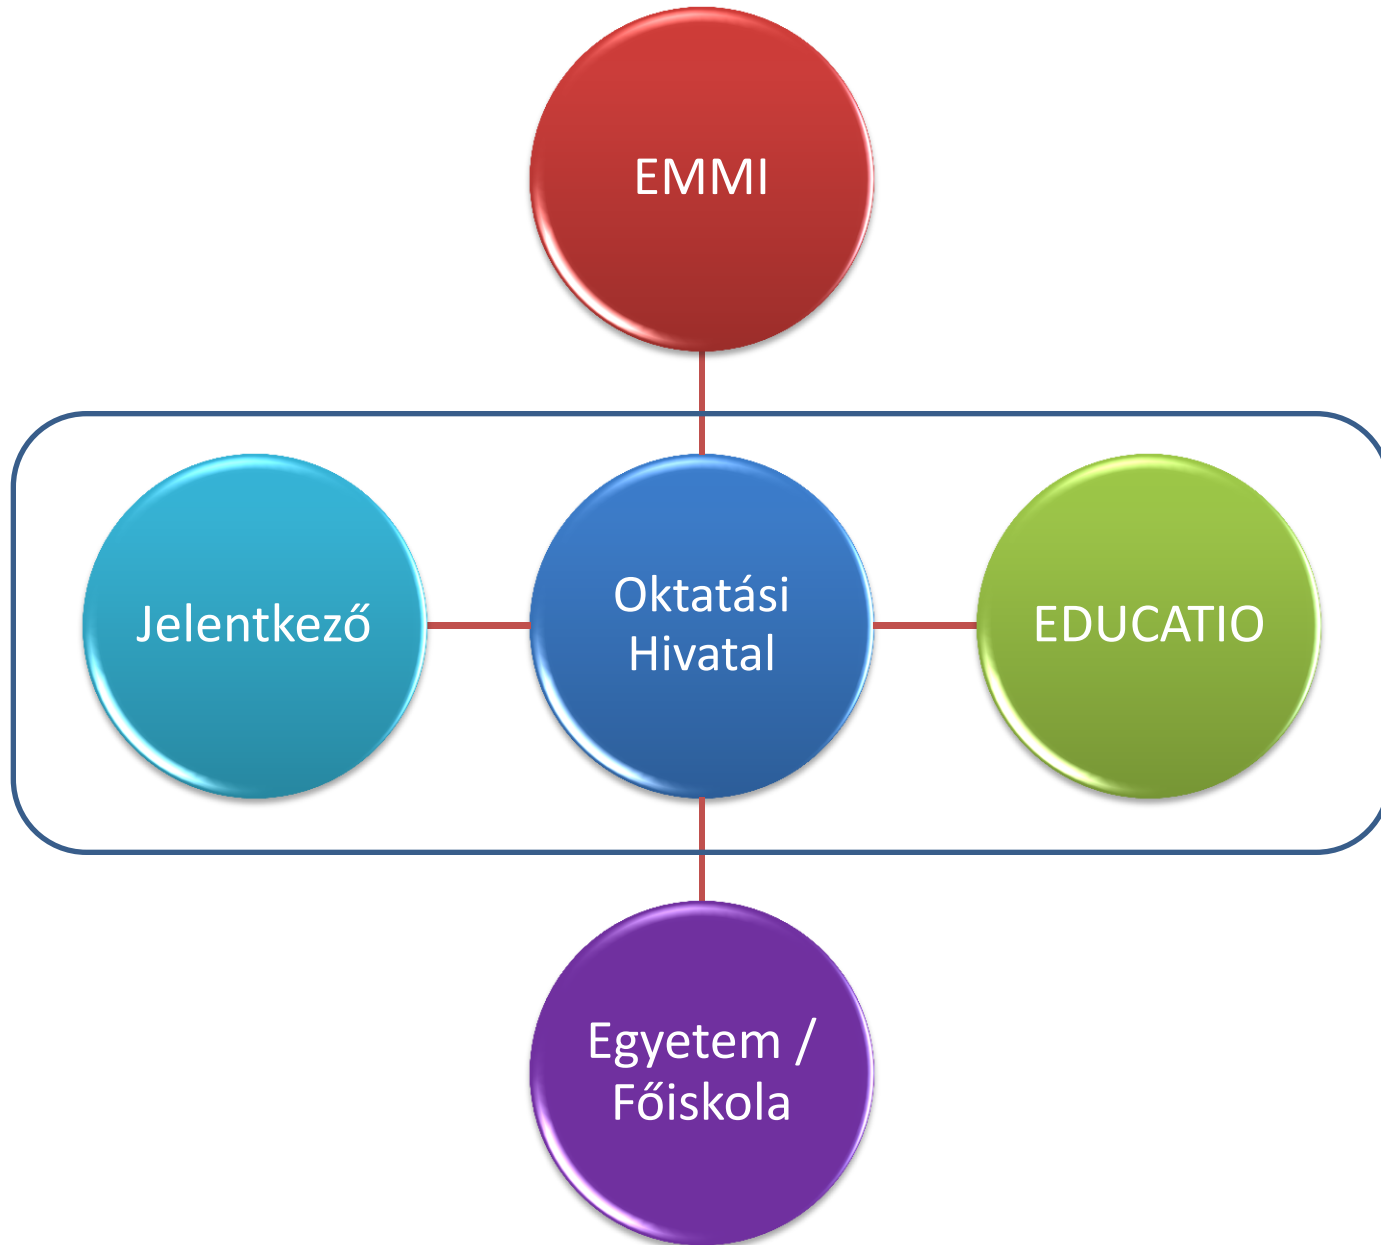 EMMI
Jelentkező
Oktatási
Hivatal
EDUCATIO
Egyetem /
Főiskola